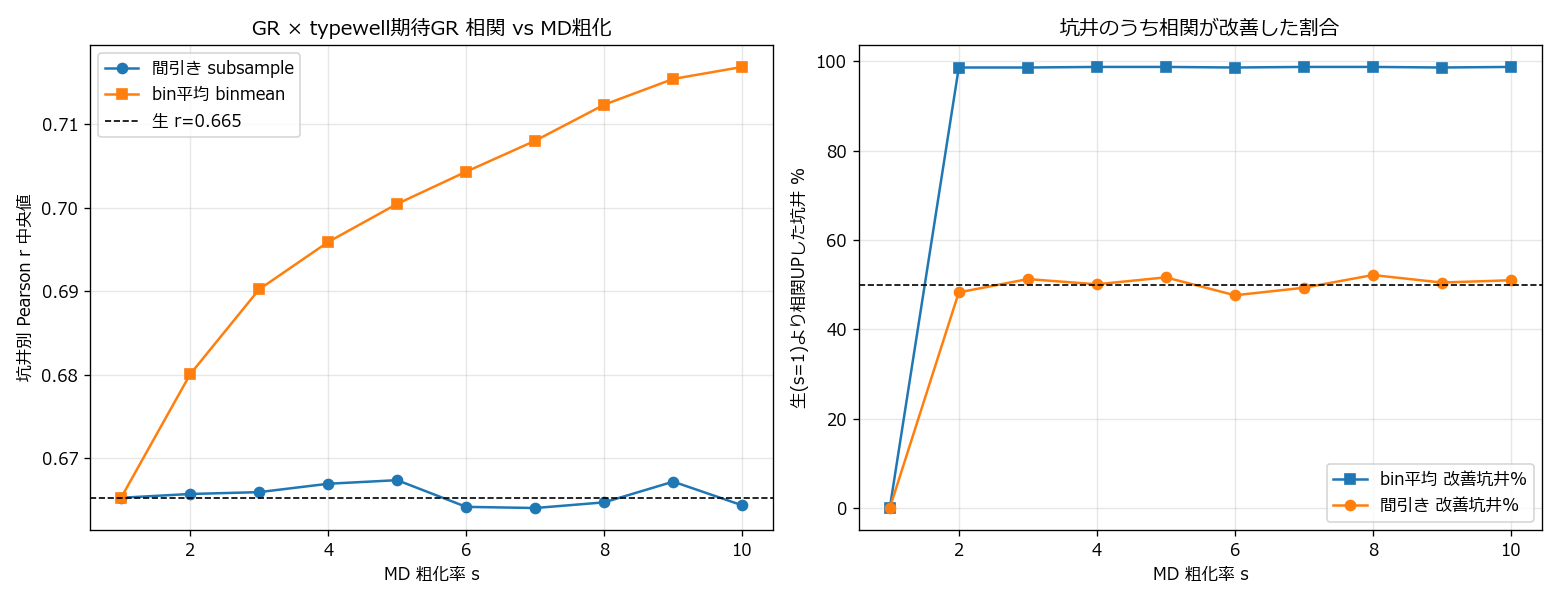 GR × typewell期待GR 相関 vs MD粗化
間引き subsample
bin平均 binmean
生 r=0.665
坑井別 Pearson r 中央値
0.71
0.70
0.69
0.68
0.67
2
4
6
8
10
MD 粗化率 s
坑井のうち相関が改善した割合
生(s=1)より相関UPした坑井 %
100
80
60
40
20
0
bin平均 改善坑井%
間引き 改善坑井%
2
4
6
8
10
MD 粗化率 s